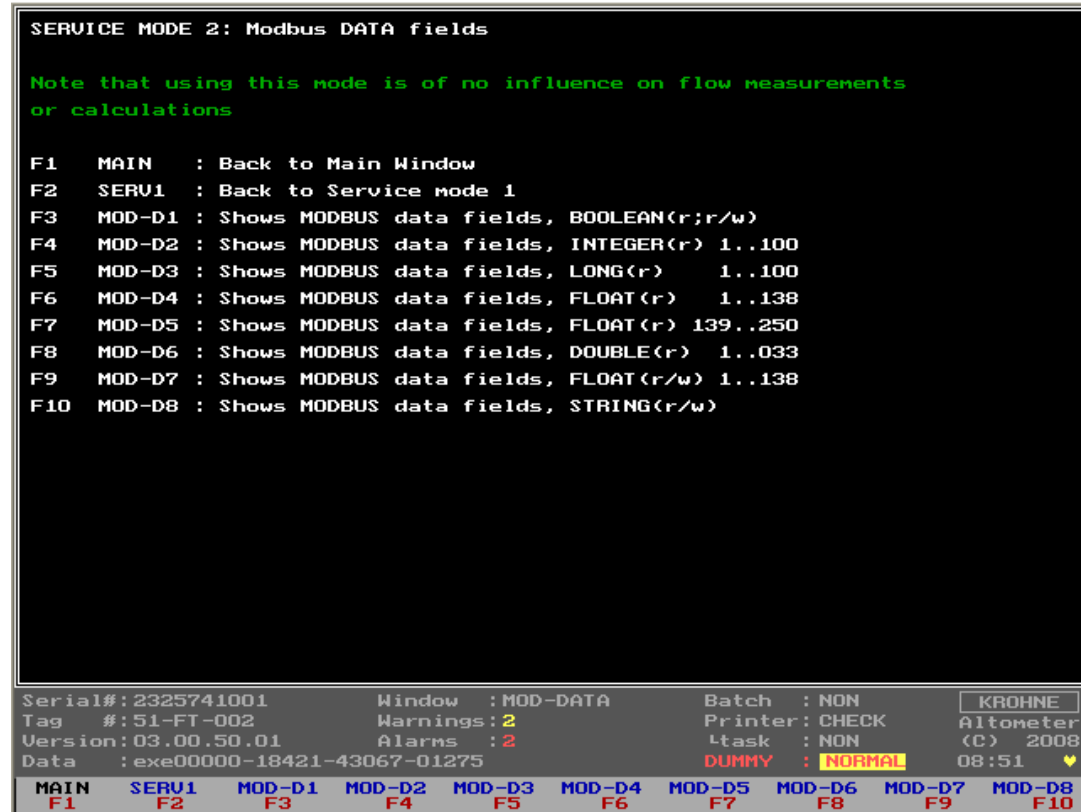 SERVICE MODE 2: Modbus DATA fields
Note that using this mode is of no influence on flow measurements
or calculations
F1 MAIN : Back to Main Window
F2 SERV1 : Back to Service mode 1
F3 MOD-D1 : Shows MODBUS data fields, BOOLEAN(r;r/w)
F4 MOD-D2 : Shows MODBUS data fields, INTEGER(r) 1..100
F5 MOD-D3 : Shows MODBUS data fields, LONG(r) 1..100
F6 MOD-D4 : Shows MODBUS data fields, FLOAT(r) 1..138
F7 MOD-D5 : Shows MODBUS data fields, FLOAT(r) 139..250
F8 MOD-D6 : Shows MODBUS data fields, DOUBLE(r) 1..033
F9 MOD-D7 : Shows MODBUS data fields, FLOAT(r/w) 1..138
F10 MOD-D8 : Shows MODBUS data fields, STRING(r/w)
Serial#:2325741001 Window :MOD-DATA Batch : NON KROHNE
Tag #:51-FT-002 Warnings:2 Printer: CHECK Altometer
Version:03.00.50.01 Alarms :2 └task : NON (C) 2008
Data :exe00000-18421-43067-01275 DUMMY : NORMAL 08:51 ♥
MAIN SERV1 MOD-D1 MOD-D2 MOD-D3 MOD-D4 MOD-D5 MOD-D6 MOD-D7 MOD-D8
F1 F2 F3 F4 F5 F6 F7 F8 F9 F10